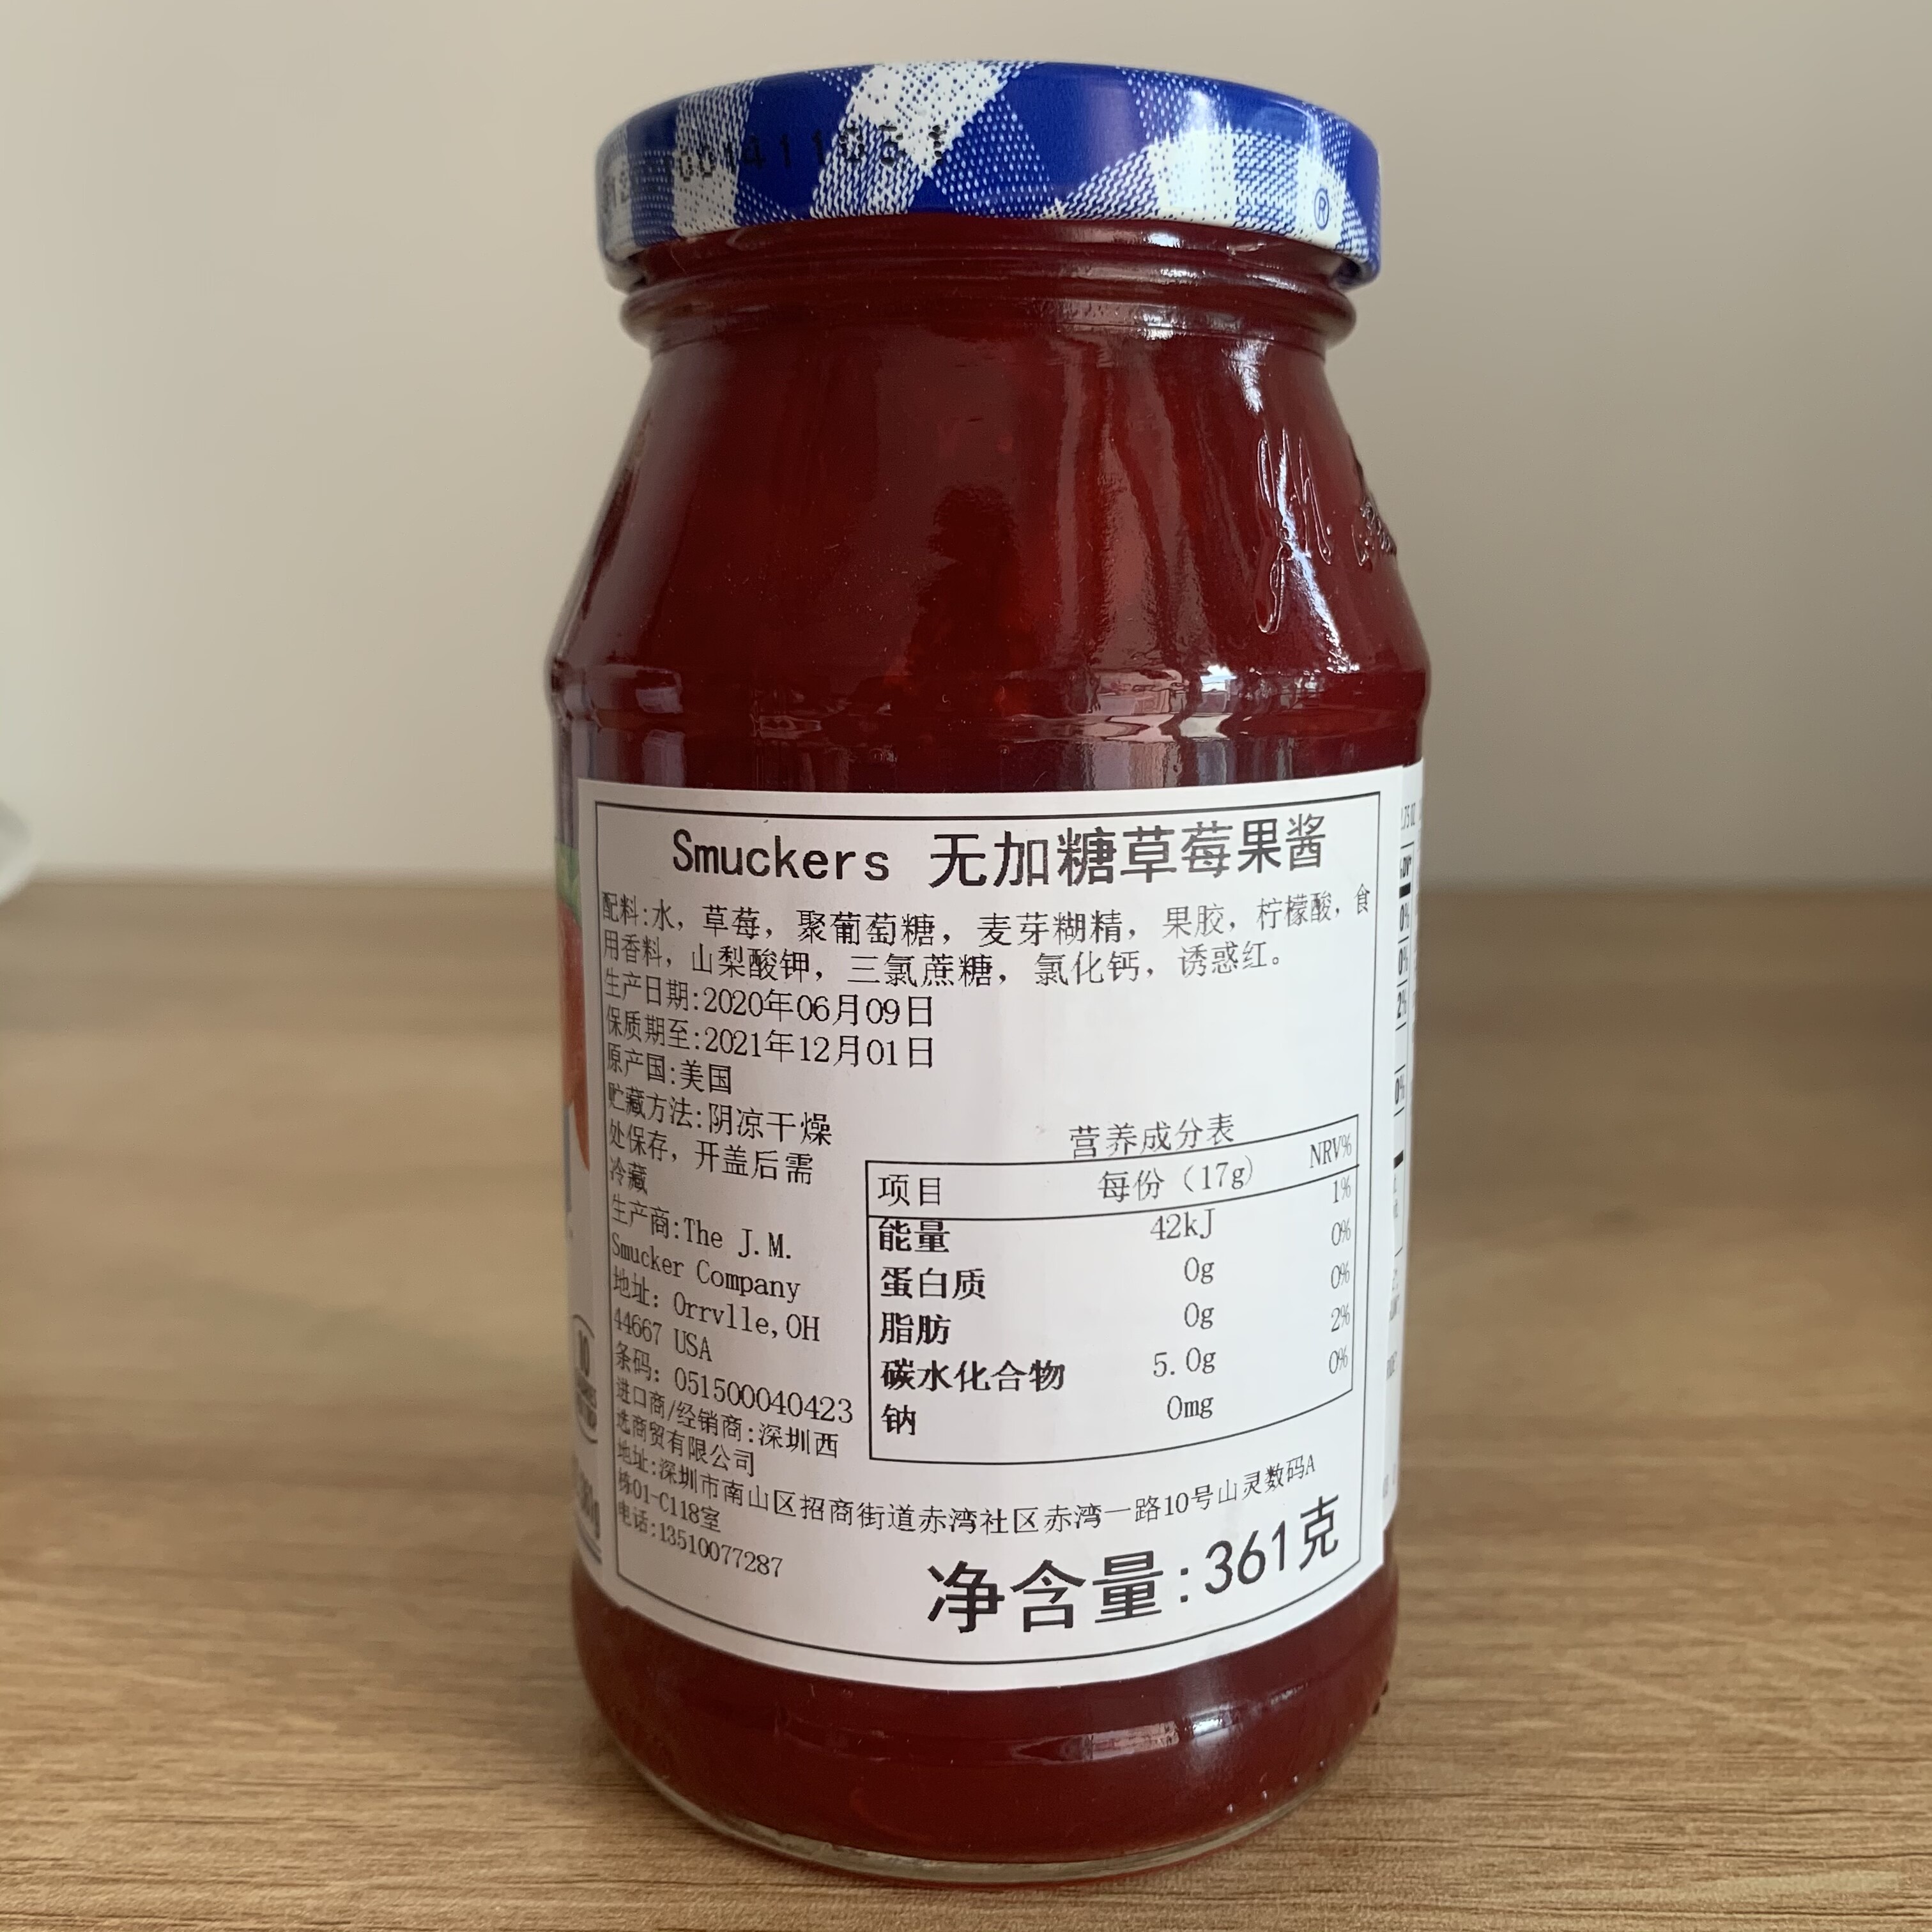 ®
Smuckers 无加糖草莓果酱
配料:水，草莓，聚葡萄糖，麦芽糊精，果胶，柠檬酸，食
用香料，山梨酸钾，三氯蔗糖，氯化钙，诱惑红。
生产日期:2020年06月09日
保质期至:2021年12月01日
原产国:美国
贮藏方法:阴凉干燥
处保存，开盖后需
冷藏
生产商:The J.M.
Smucker Company
地址: Orrvlle,OH
44667 USA
条码: 051500040423
进口商/经销商:深圳西
选商贸有限公司
地址:深圳市南山区招商街道赤湾社区赤湾一路10号山灵数码A
栋01-C118室
电话:13510077287
营养成分表
项目 每份（17g） NRV%
能量 42kJ 1%
蛋白质 0g 0%
脂肪 0g 0%
碳水化合物 5.0g 2%
钠 0mg 0%
净含量:361克
10
0%
0%
2%
0%